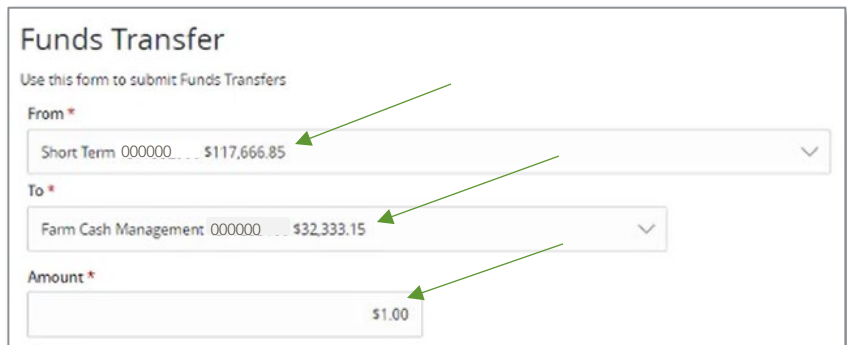 Funds Transfer
Use this form to submit Funds Transfers
From *
Short Term 000000 $117,666.85
To *
Farm Cash Management 000000 $32,333.15
Amount *
$1.00